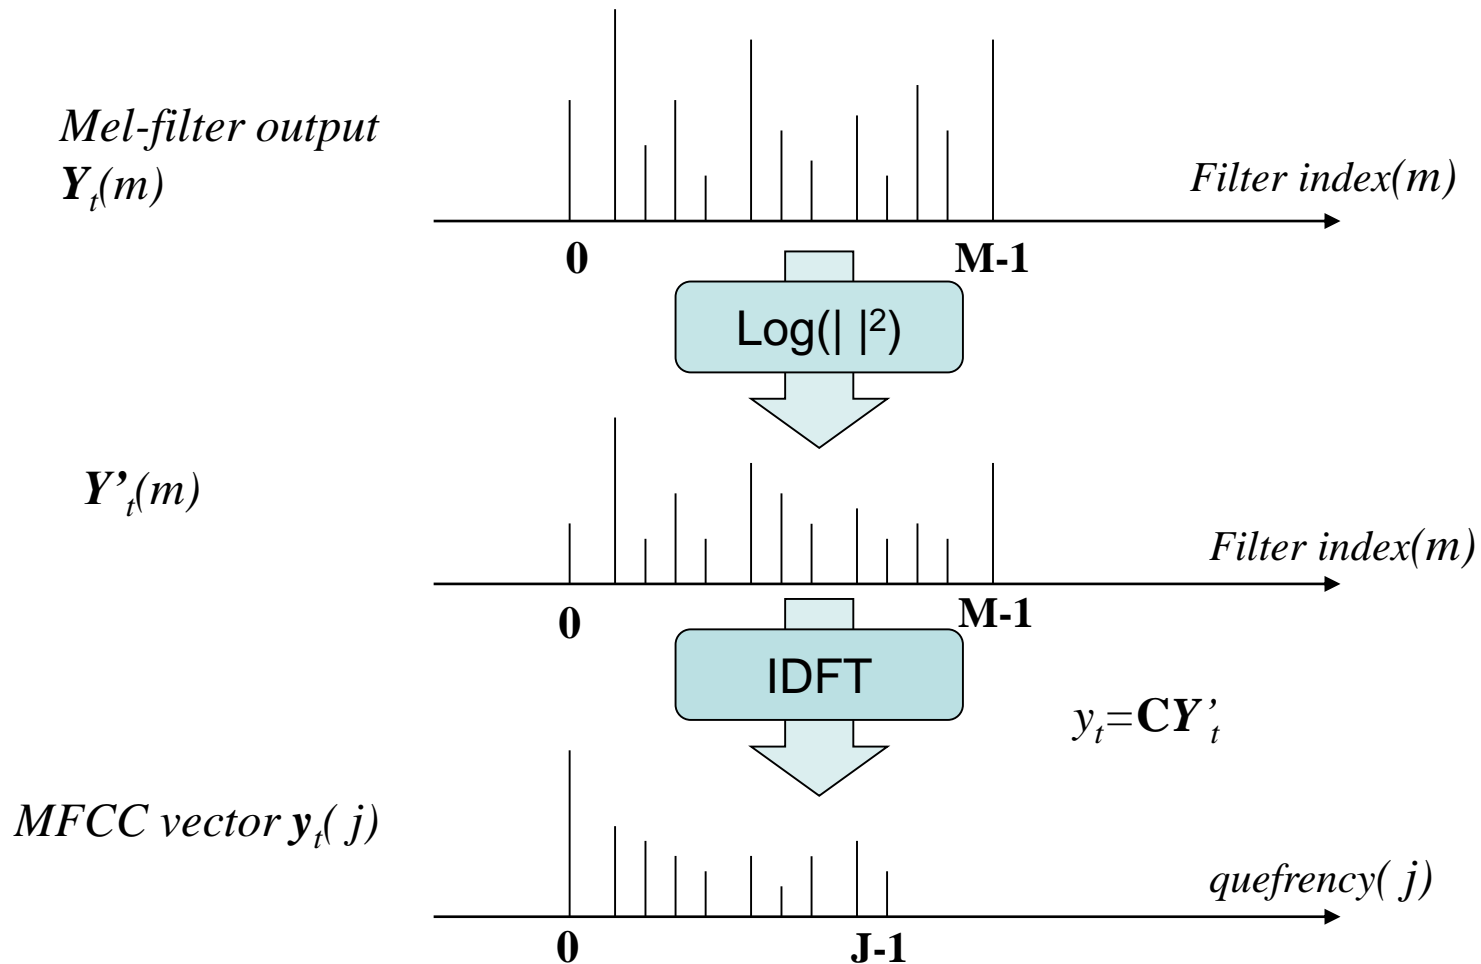 Mel-filter output
Yₜ(m)
Filter index(m)
0
M-1
Log(| |²)
Y’ₜ(m)
Filter index(m)
0
M-1
IDFT
yₜ=CY’ₜ
MFCC vector yₜ( j)
quefrency( j)
0
J-1